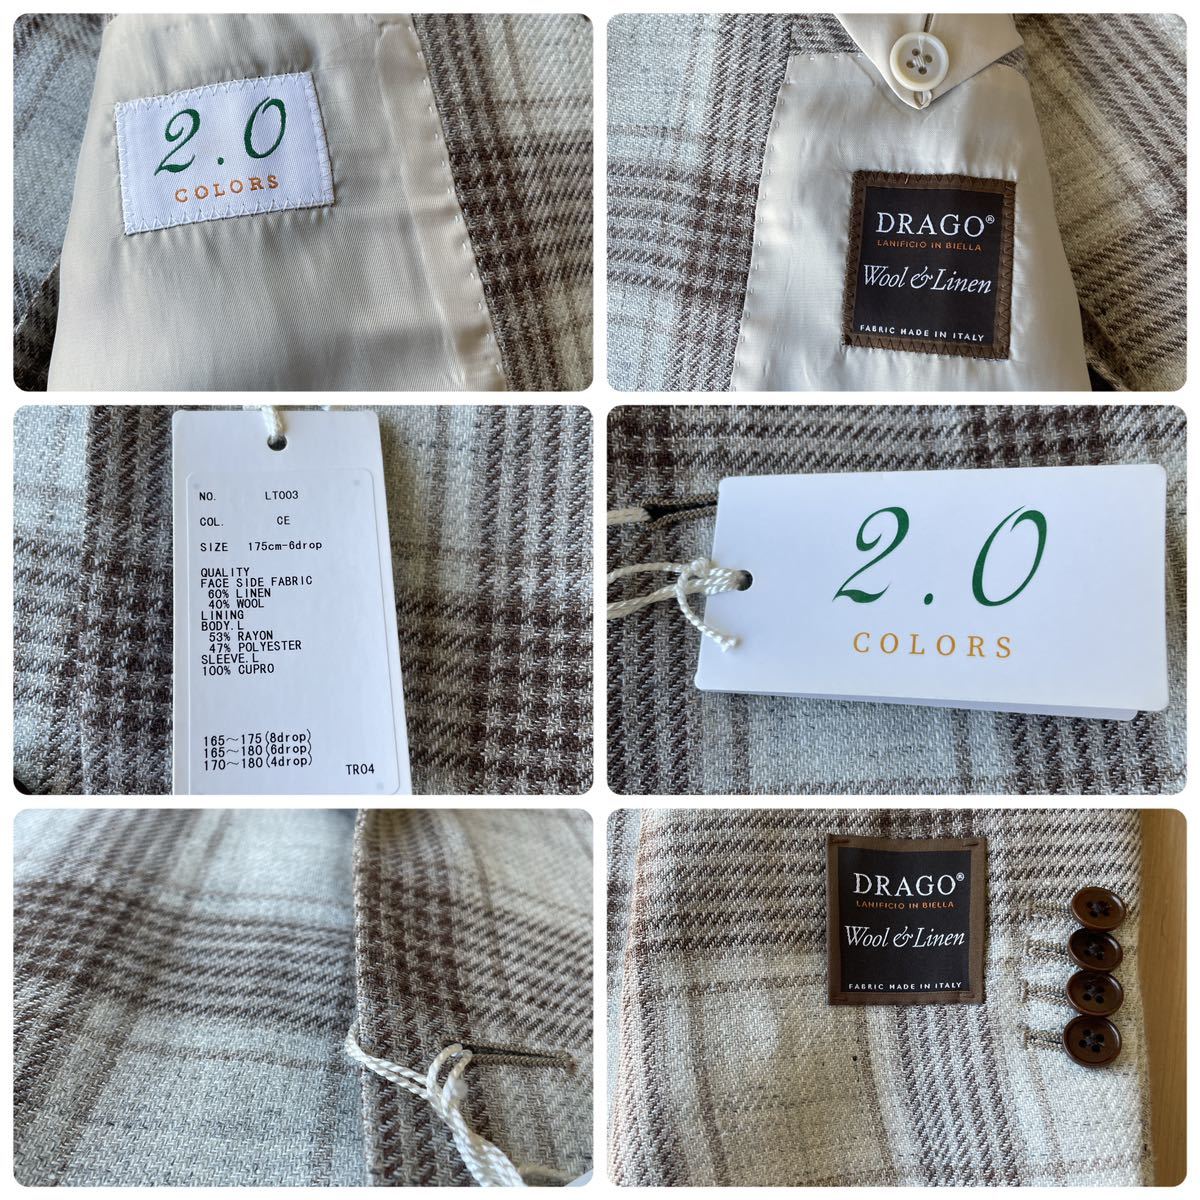 2.0
COLORS
DRAGO®
LANIFICIO IN BIELLA
Wool & Linen
FABRIC MADE IN ITALY
NO. LT003
COL. CE
SIZE 175cm-6drop
QUALITY
FACE SIDE FABRIC
60% LINEN
40% WOOL
LINING
BODY.L
53% RAYON
47% POLYESTER
SLEEVE.L
100% CUPRO
165～175(8drop)
165～180(6drop)
170～180(4drop)
TR04
2.0
COLORS
DRAGO®
LANIFICIO IN BIELLA
Wool & Linen
FABRIC MADE IN ITALY